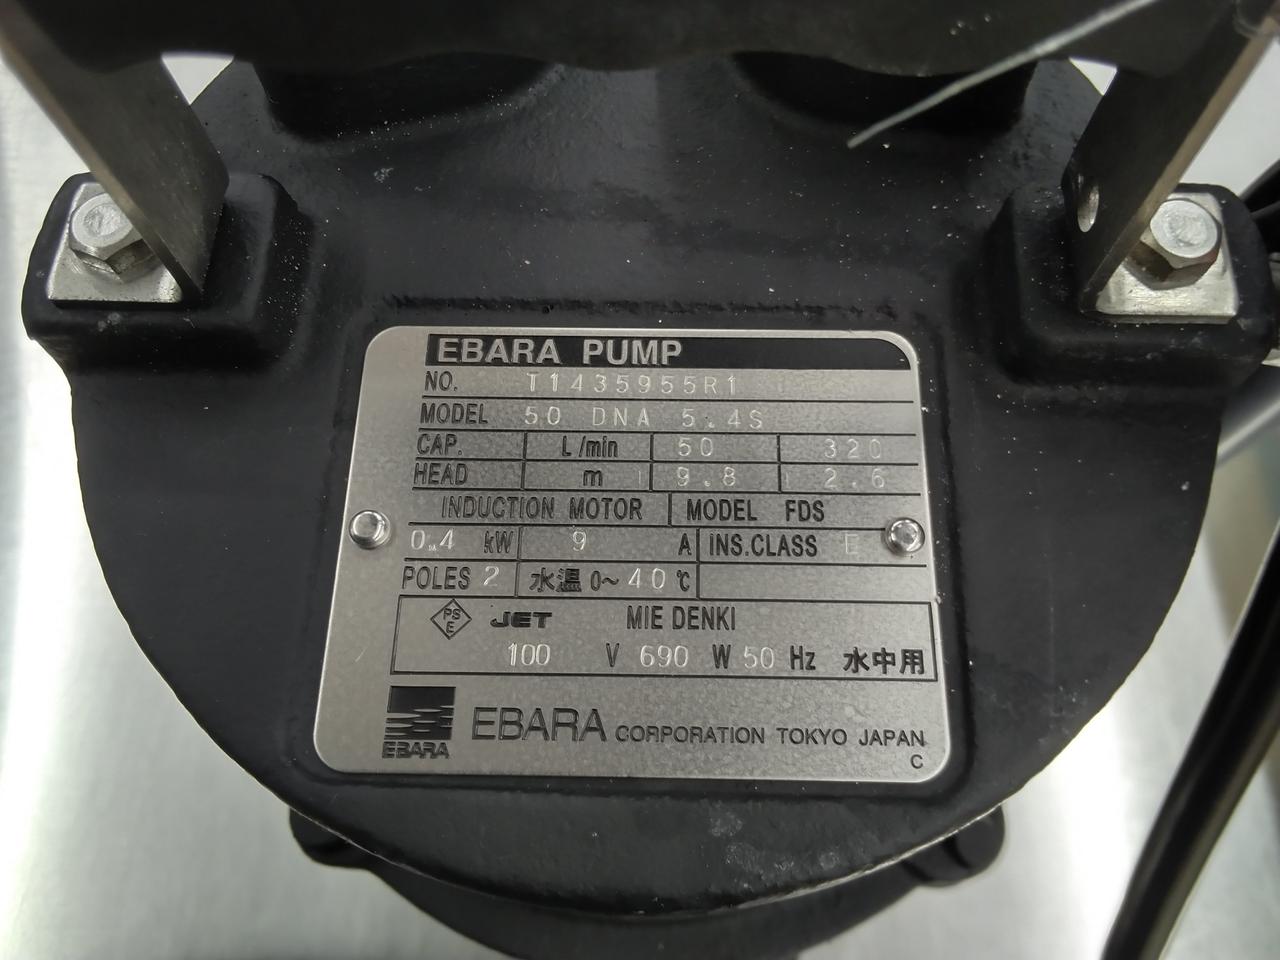 EBARA PUMP
NO. T1435955R1
MODEL 50 DNA 5.4S
CAP. L/min 50 320
HEAD m 9.8 2.6
INDUCTION MOTOR MODEL FDS
0.4 kW 9 A INS.CLASS E
POLES 2 水温 0~40℃
PS E JET MIE DENKI
100 V 690 W 50 Hz 水中用
EBARA EBARA CORPORATION TOKYO JAPAN
C